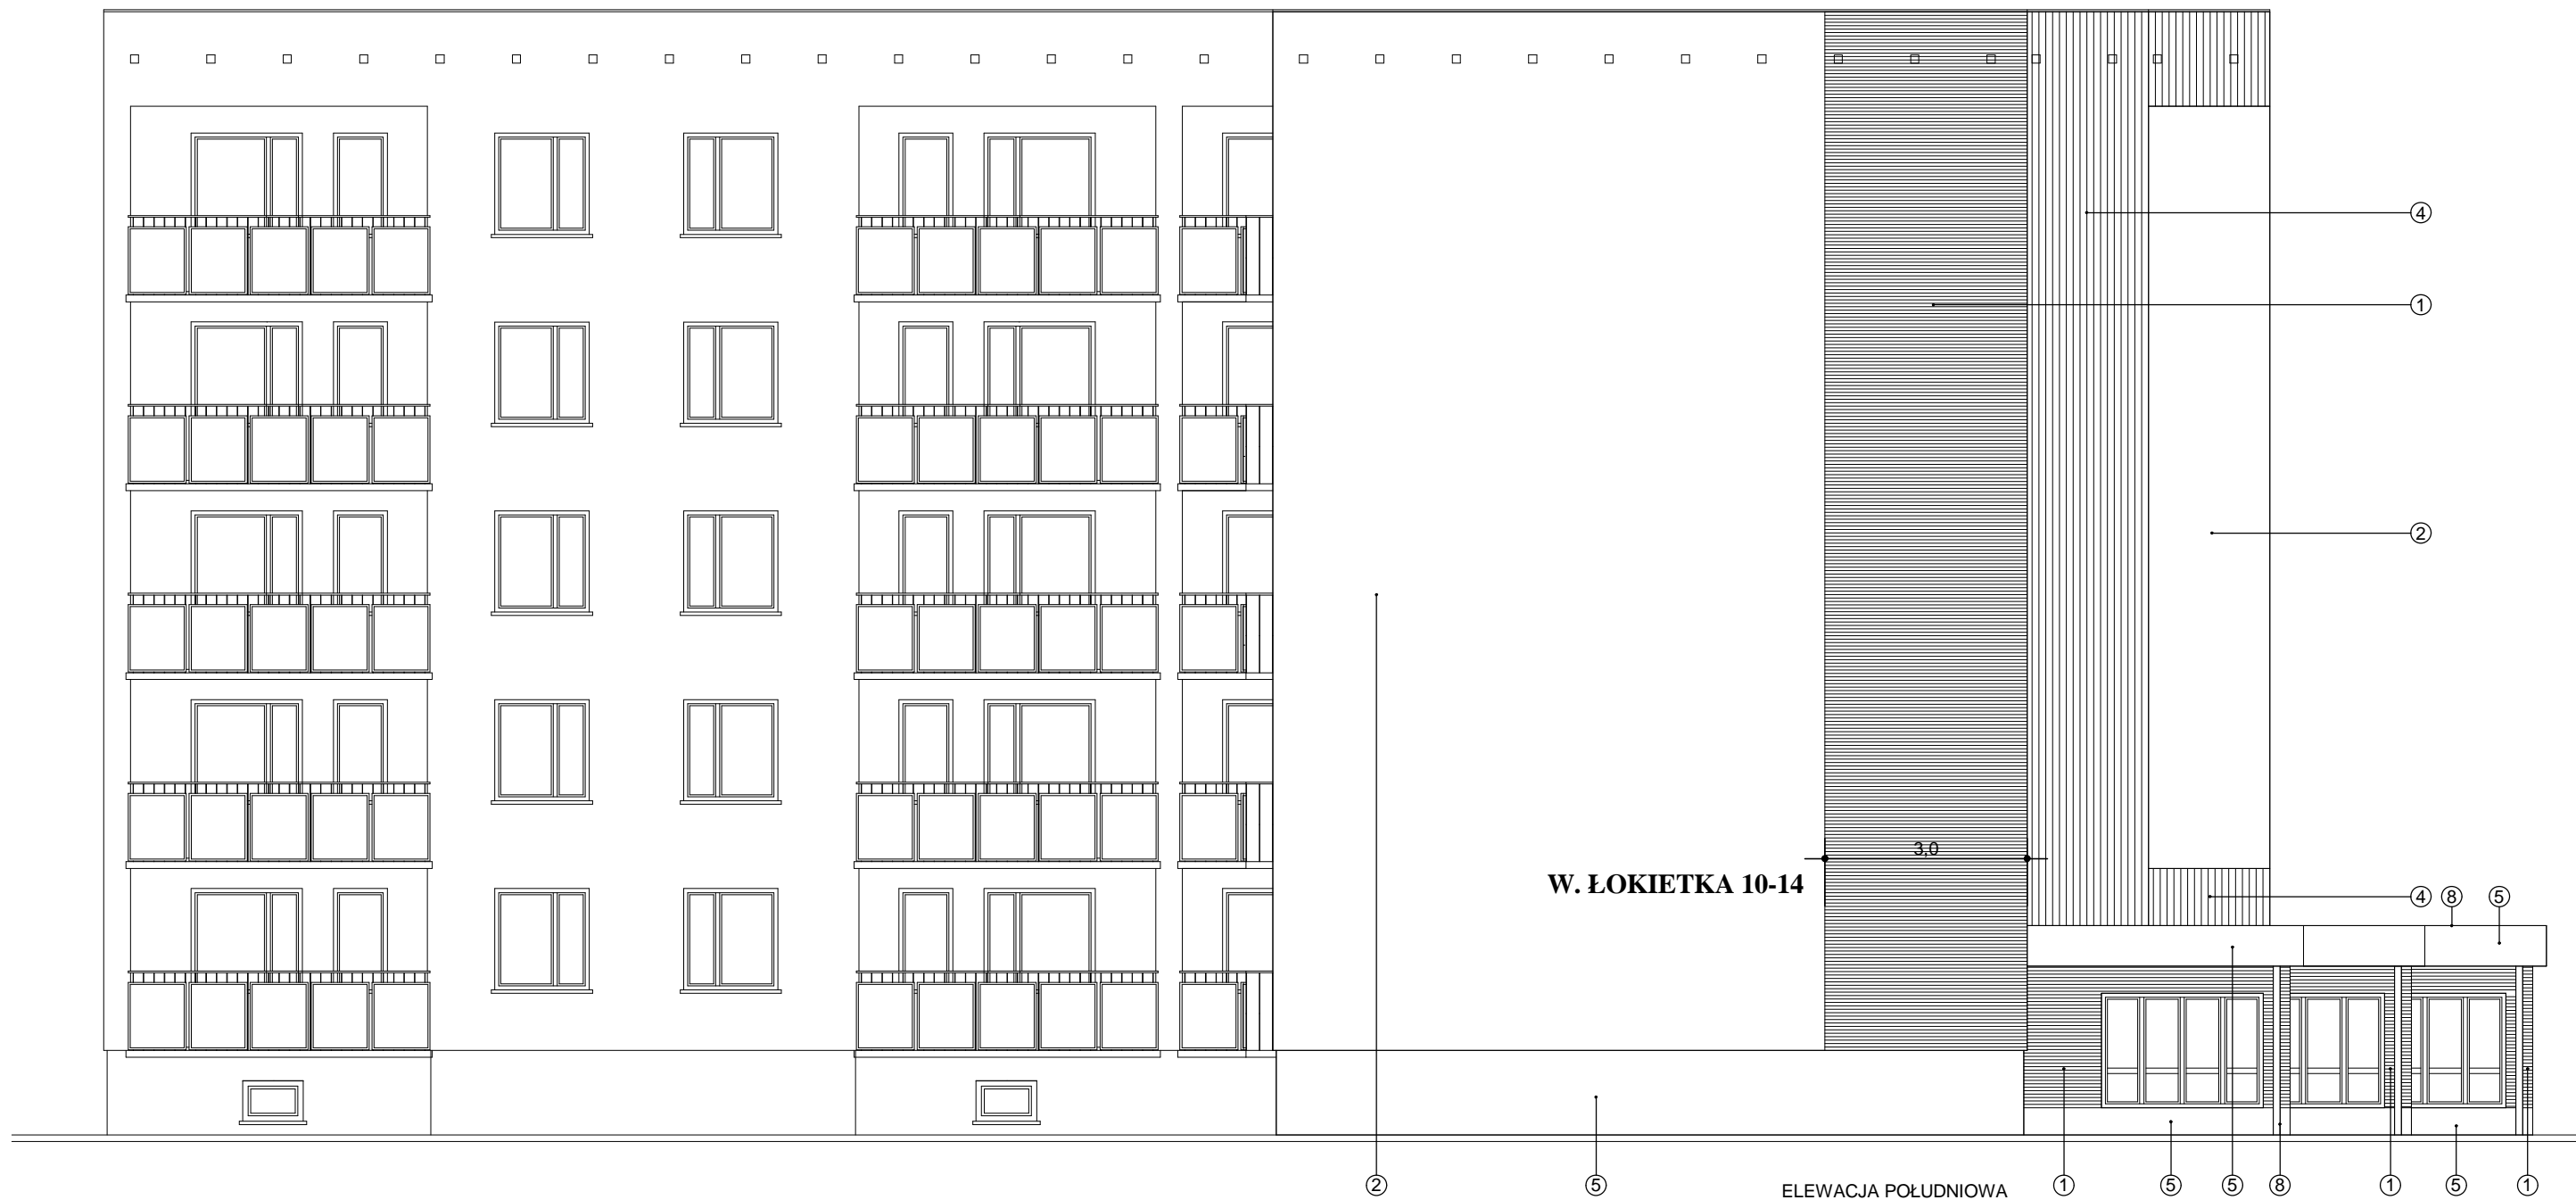 ④
①
②
3,0
W. ŁOKIETKA 10-14
④ ⑧ ⑤
② ⑤ ELEWACJA POŁUDNIOWA ① ⑤ ⑤ ⑧ ① ⑤ ①